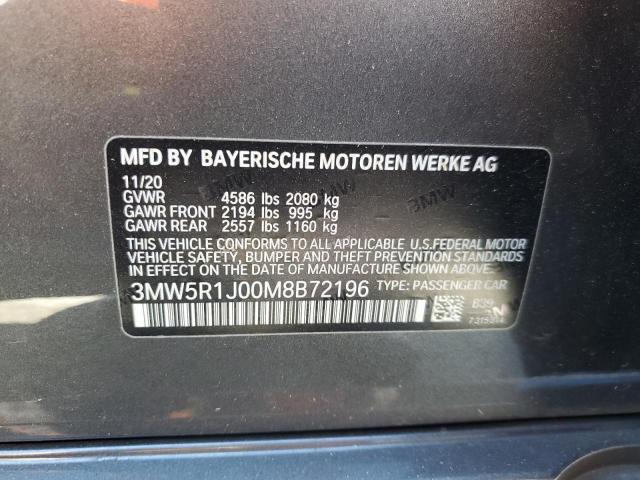 MFD BY BAYERISCHE MOTOREN WERKE AG
11/20
GVWR 4586 lbs 2080 kg
GAWR FRONT 2194 lbs 995 kg
GAWR REAR 2557 lbs 1160 kg
THIS VEHICLE CONFORMS TO ALL APPLICABLE U.S.FEDERAL MOTOR
VEHICLE SAFETY, BUMPER AND THEFT PREVENTION STANDARDS
IN EFFECT ON THE DATE OF MANUFACTURE SHOWN ABOVE.
3MW5R1J00M8B72196 TYPE: PASSENGER CAR
B39
N